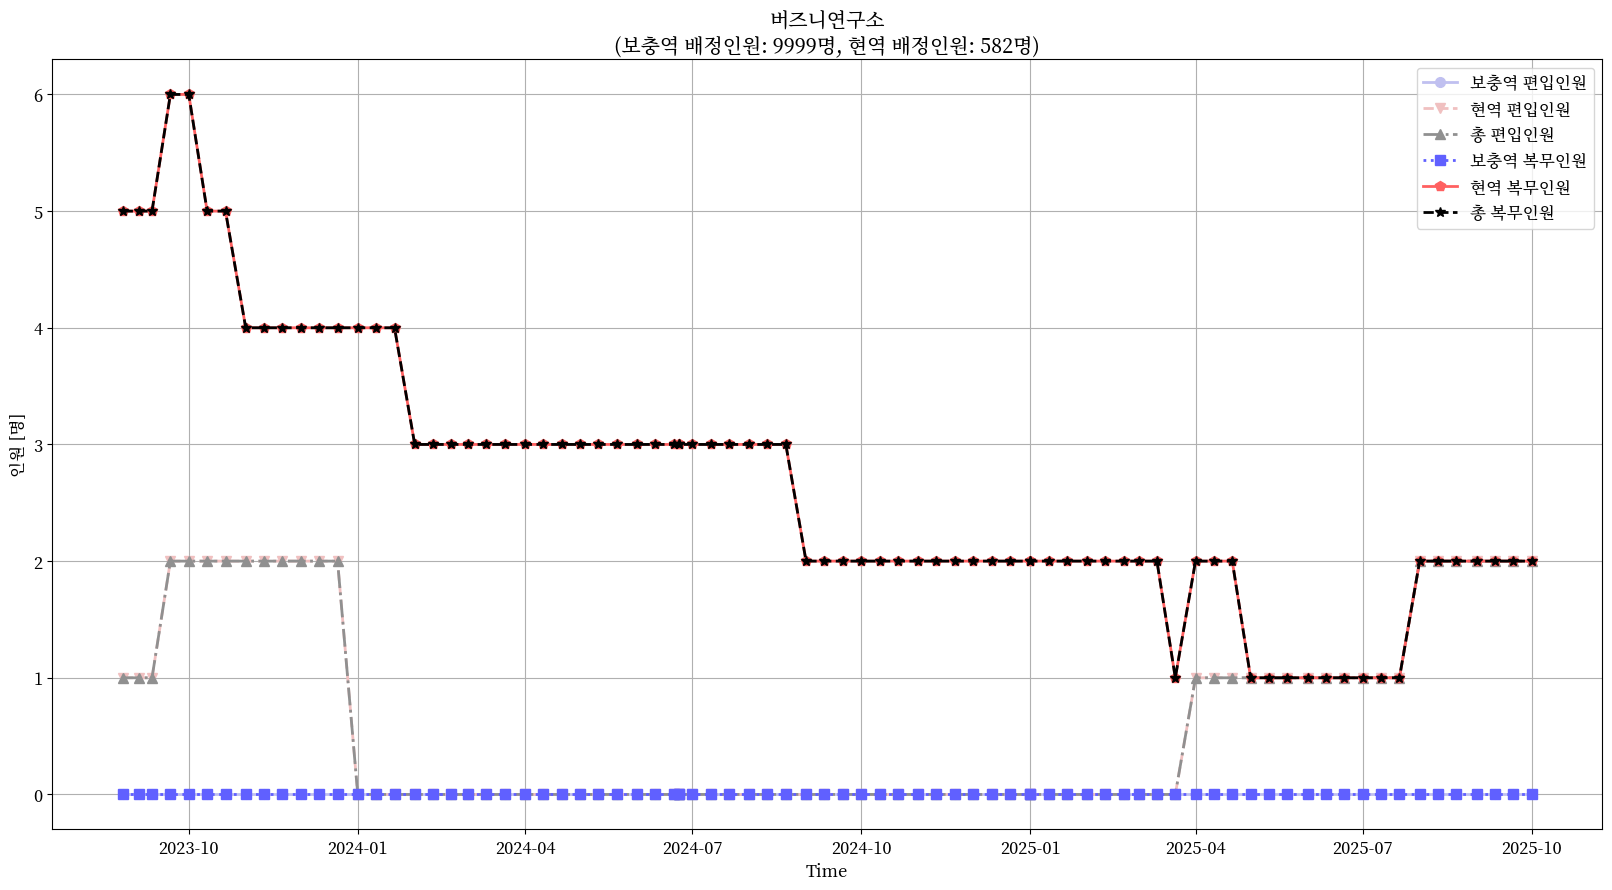 버즈니연구소
(보충역 배정인원: 9999명, 현역 배정인원: 582명)
보충역 편입인원
현역 편입인원
총 편입인원
보충역 복무인원
현역 복무인원
총 복무인원
인원 [명]
6
5
4
3
2
1
0
2023-10
2024-01
2024-04
2024-07
2024-10
2025-01
2025-04
2025-07
2025-10
Time